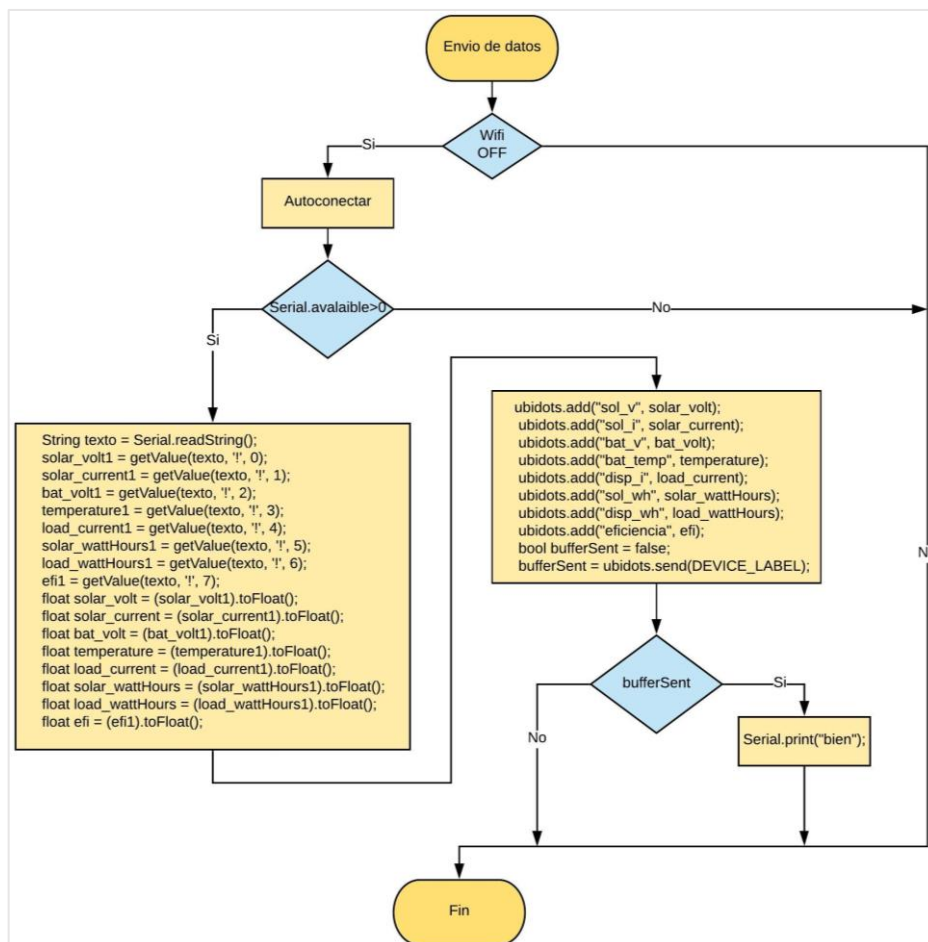 Envio de datos
Wifi
OFF
Si
Autoconectar
Serial.avalaible>0
No
Si
String texto = Serial.readString();
solar_volt1 = getValue(texto, '!', 0);
solar_current1 = getValue(texto, '!', 1);
bat_volt1 = getValue(texto, '!', 2);
temperature1 = getValue(texto, '!', 3);
load_current1 = getValue(texto, '!', 4);
solar_wattHours1 = getValue(texto, '!', 5);
load_wattHours1 = getValue(texto, '!', 6);
efi1 = getValue(texto, '!', 7);
float solar_volt = (solar_volt1).toFloat();
float solar_current = (solar_current1).toFloat();
float bat_volt = (bat_volt1).toFloat();
float temperature = (temperature1).toFloat();
float load_current = (load_current1).toFloat();
float solar_wattHours = (solar_wattHours1).toFloat();
float load_wattHours = (load_wattHours1).toFloat();
float efi = (efi1).toFloat();
ubidots.add("sol_v", solar_volt);
ubidots.add("sol_i", solar_current);
ubidots.add("bat_v", bat_volt);
ubidots.add("bat_temp", temperature);
ubidots.add("disp_i", load_current);
ubidots.add("sol_wh", solar_wattHours);
ubidots.add("disp_wh", load_wattHours);
ubidots.add("eficiencia", efi);
bool bufferSent = false;
bufferSent = ubidots.send(DEVICE_LABEL);
N
bufferSent
Si
No
Serial.print("bien");
Fin